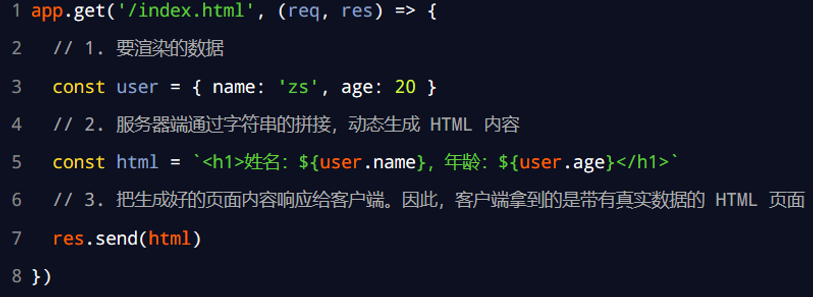 1 app.get('/index.html', (req, res) => {
2 // 1. 要渲染的数据
3 const user = { name: 'zs', age: 20 }
4 // 2. 服务器端通过字符串的拼接，动态生成 HTML 内容
5 const html = `<h1>姓名：${user.name}，年龄：${user.age}</h1>`
6 // 3. 把生成好的页面内容响应给客户端。因此，客户端拿到的是带有真实数据的 HTML 页面
7 res.send(html)
8 })